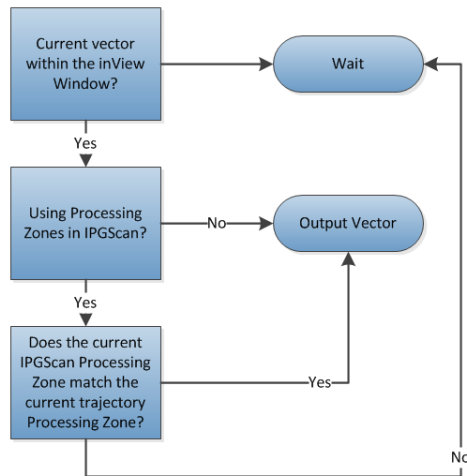 Current vector
within the inView
Window?
Wait
Yes
Using Processing
Zones in IPGScan?
No
Output Vector
Yes
Does the current
IPGScan Processing
Zone match the
current trajectory
Processing Zone?
Yes
No